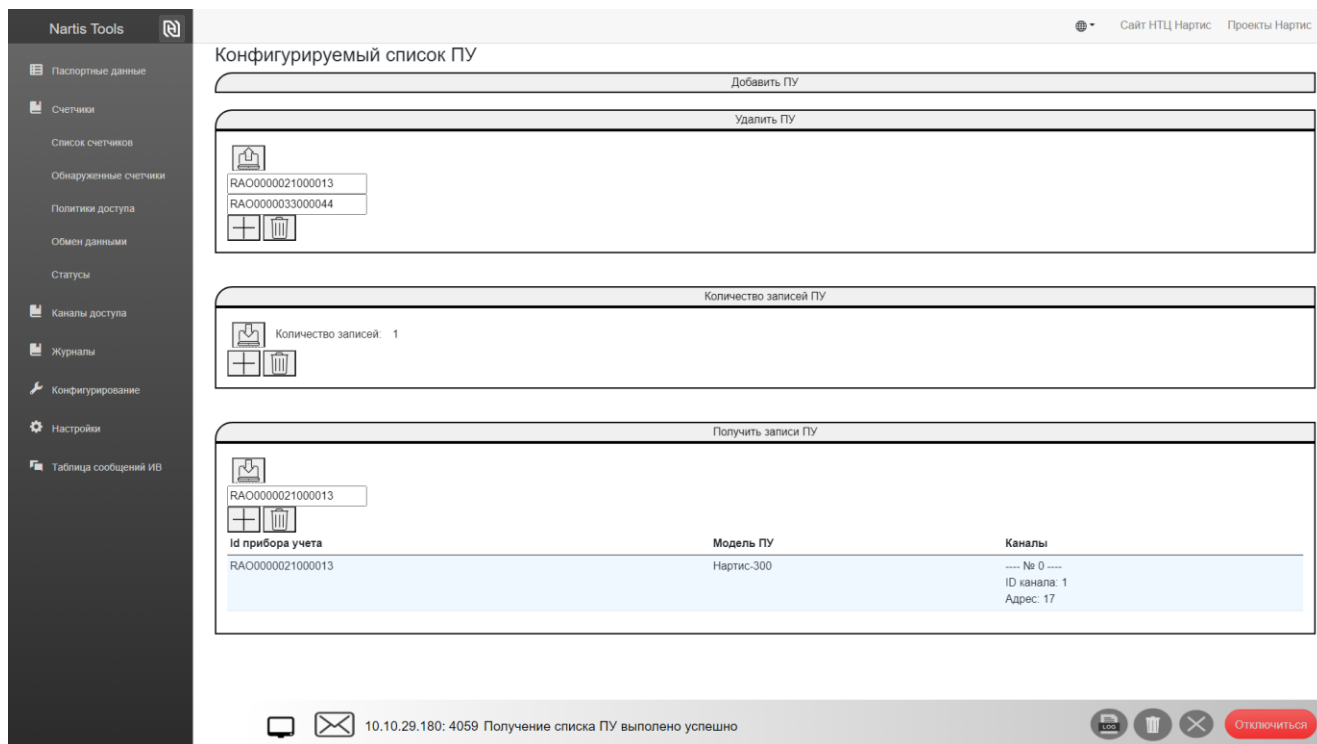 Nartis Tools
Сайт НТЦ Нартис Проекты Нартис
Паспортные данные
Счетчики
Список счетчиков
Обнаруженные счетчики
Политики доступа
Обмен данными
Статусы
Каналы доступа
Журналы
Конфигурирование
Настройки
Таблица сообщений ИВ
Конфигурируемый список ПУ
Добавить ПУ
Удалить ПУ
RAO0000021000013
RAO0000033000044
Количество записей ПУ
Количество записей: 1
Получить записи ПУ
RAO0000021000013
Id прибора учета Модель ПУ Каналы
RAO0000021000013 Нартис-300 ---- № 0 ----
ID канала: 1
Адрес: 17
10.10.29.180: 4059 Получение списка ПУ выполено успешно
LOG
Отключиться